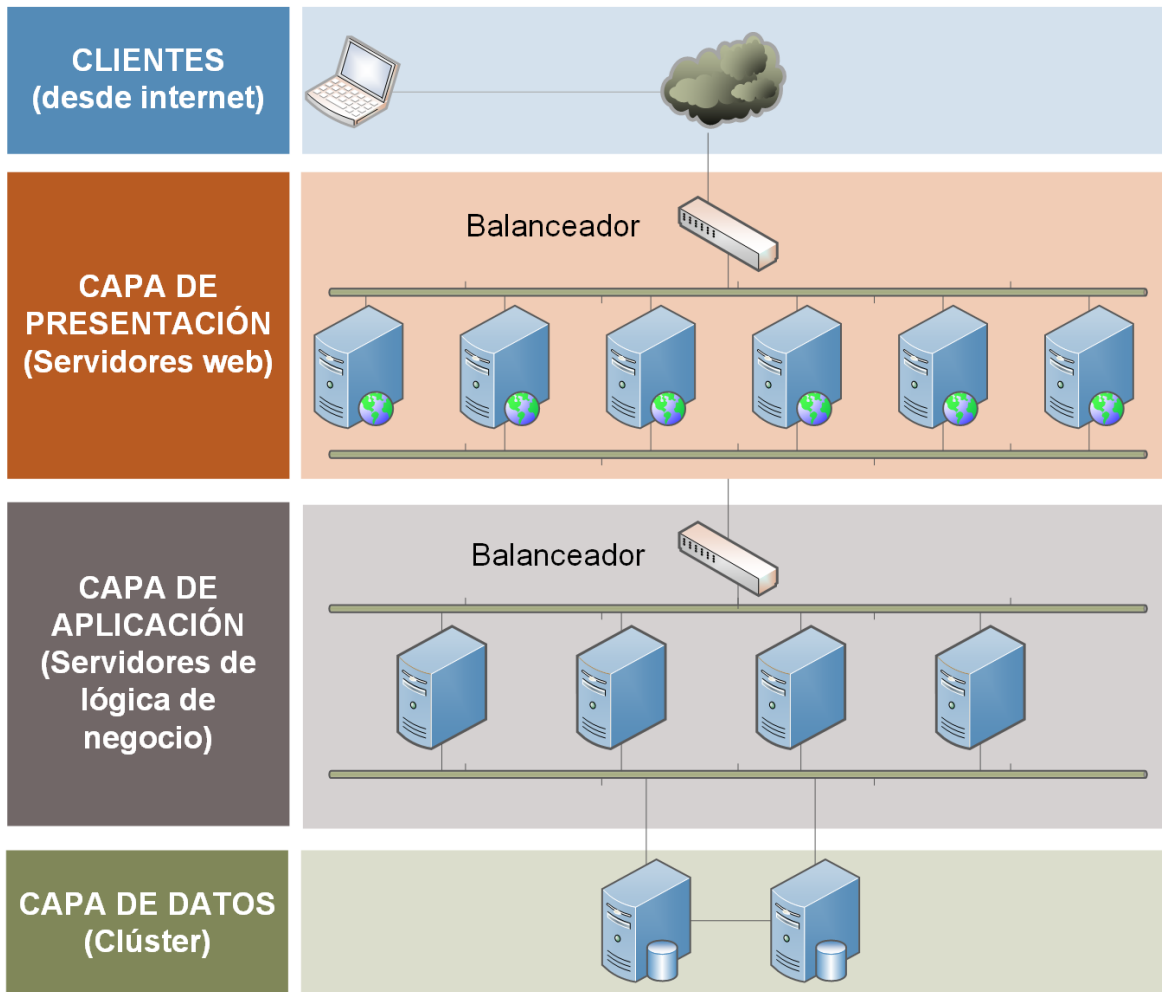 CLIENTES
(desde internet)
Balanceador
CAPA DE
PRESENTACIÓN
(Servidores web)
Balanceador
CAPA DE
APLICACIÓN
(Servidores de
lógica de
negocio)
CAPA DE DATOS
(Clúster)